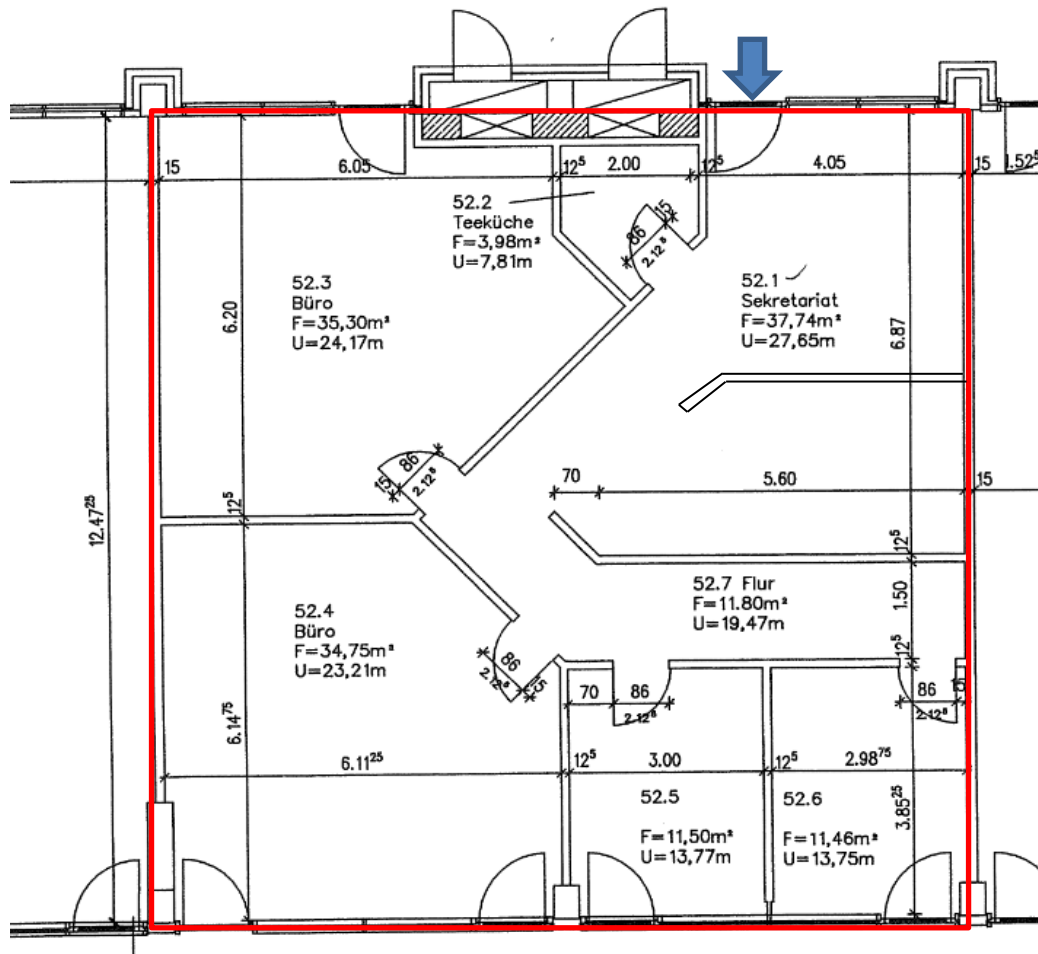 15
6.05
12⁵
2.00
12⁵
4.05
15
1.52⁵
52.2
Teeküche
F=3,98m²
U=7,81m
15
86
2.12⁵
52.1
Sekretariat
F=37,74m²
U=27,65m
52.3
Büro
F=35,30m²
U=24,17m
6.20
6.87
86
15
2.12⁵
70
5.60
15
12.47²⁵
12⁵
12⁵
52.7 Flur
F=11.80m²
U=19,47m
1.50
52.4
Büro
F=34,75m²
U=23,21m
12⁵
86
2.12⁵
15
70
86
2.12⁵
86
15
2.12⁵
6.14⁷⁵
6.11²⁵
12⁵
3.00
12⁵
2.98⁷⁵
3.85²⁵
52.5
F=11,50m²
U=13,77m
52.6
F=11,46m²
U=13,75m